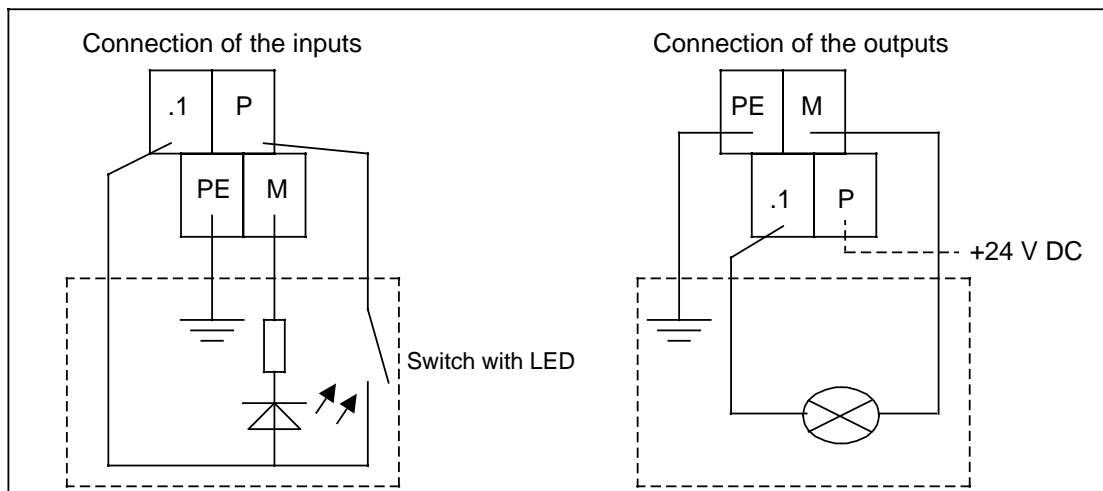 Connection of the inputs
.1 P
PE M
Switch with LED
Connection of the outputs
PE M
.1 P
+24 V DC